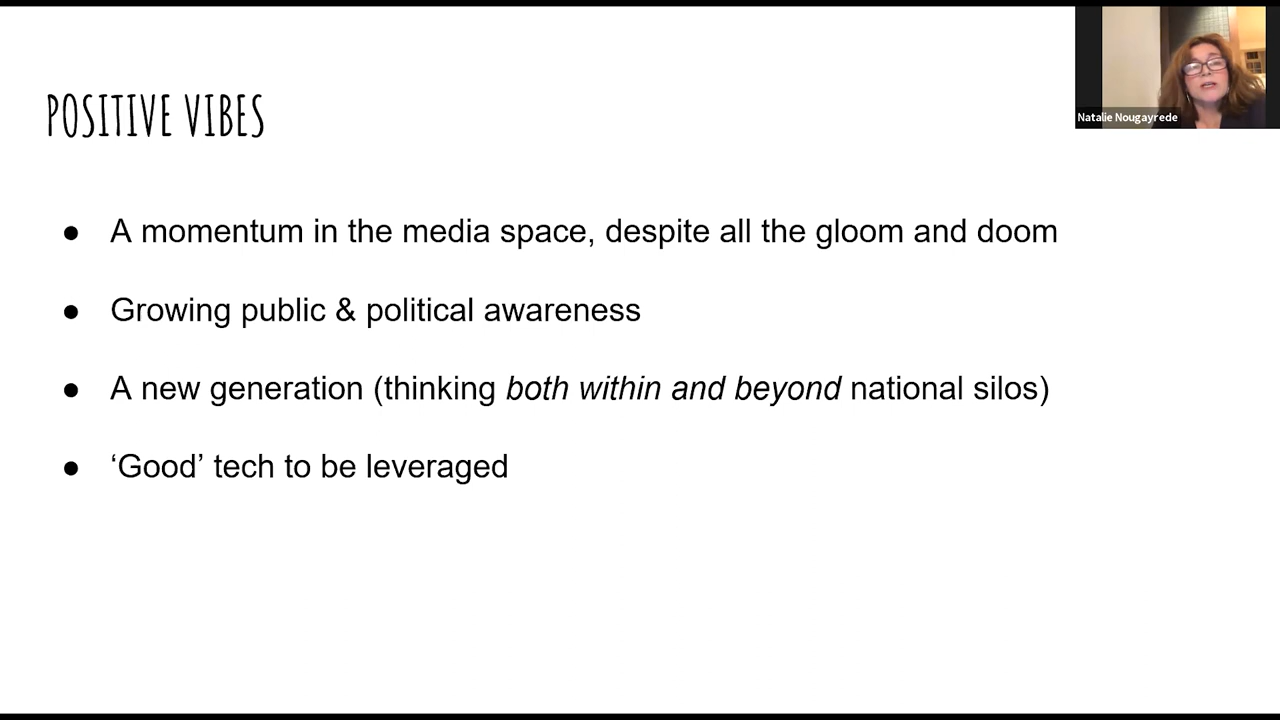 POSITIVE VIBES
Natalie Nougayrede
● A momentum in the media space, despite all the gloom and doom
● Growing public & political awareness
● A new generation (thinking both within and beyond national silos)
● ‘Good’ tech to be leveraged